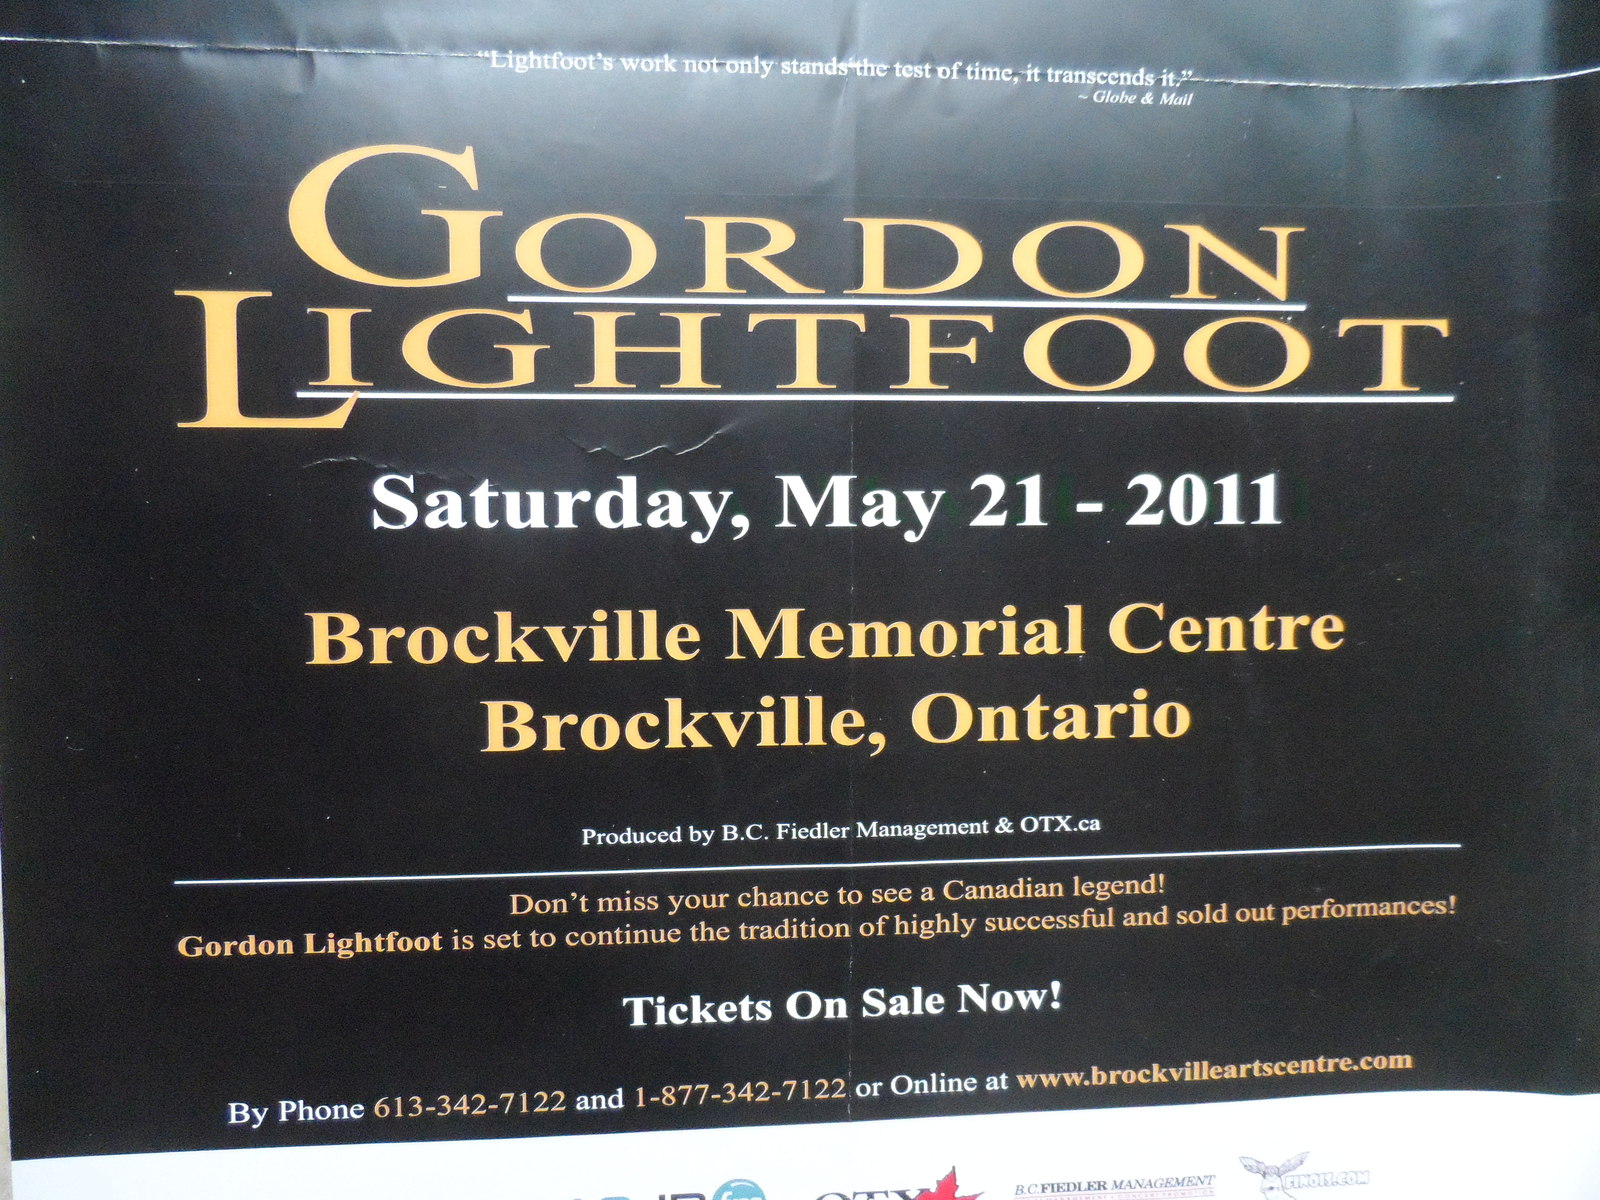 “Lightfoot’s work not only stands the test of time, it transcends it.”
~ Globe & Mail
GORDON
LIGHTFOOT
Saturday, May 21 - 2011
Brockville Memorial Centre
Brockville, Ontario
Produced by B.C. Fiedler Management & OTX.ca
Don’t miss your chance to see a Canadian legend!
Gordon Lightfoot is set to continue the tradition of highly successful and sold out performances!
Tickets On Sale Now!
By Phone 613-342-7122 and 1-877-342-7122 or Online at www.brockvilleartscentre.com
OTX B.C.FIEDLER MANAGEMENT